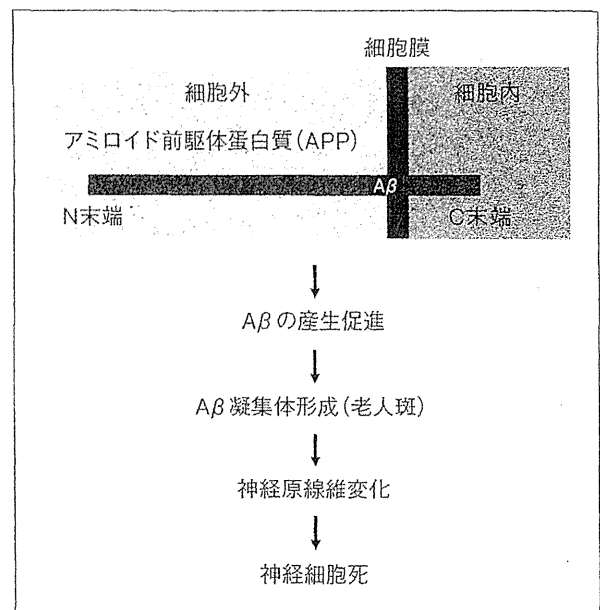 細胞膜
細胞外
細胞内
アミロイド前駆体蛋白質(APP)
Aβ
N末端
C末端
Aβの産生促進
Aβ凝集体形成(老人斑)
神経原線維変化
神経細胞死